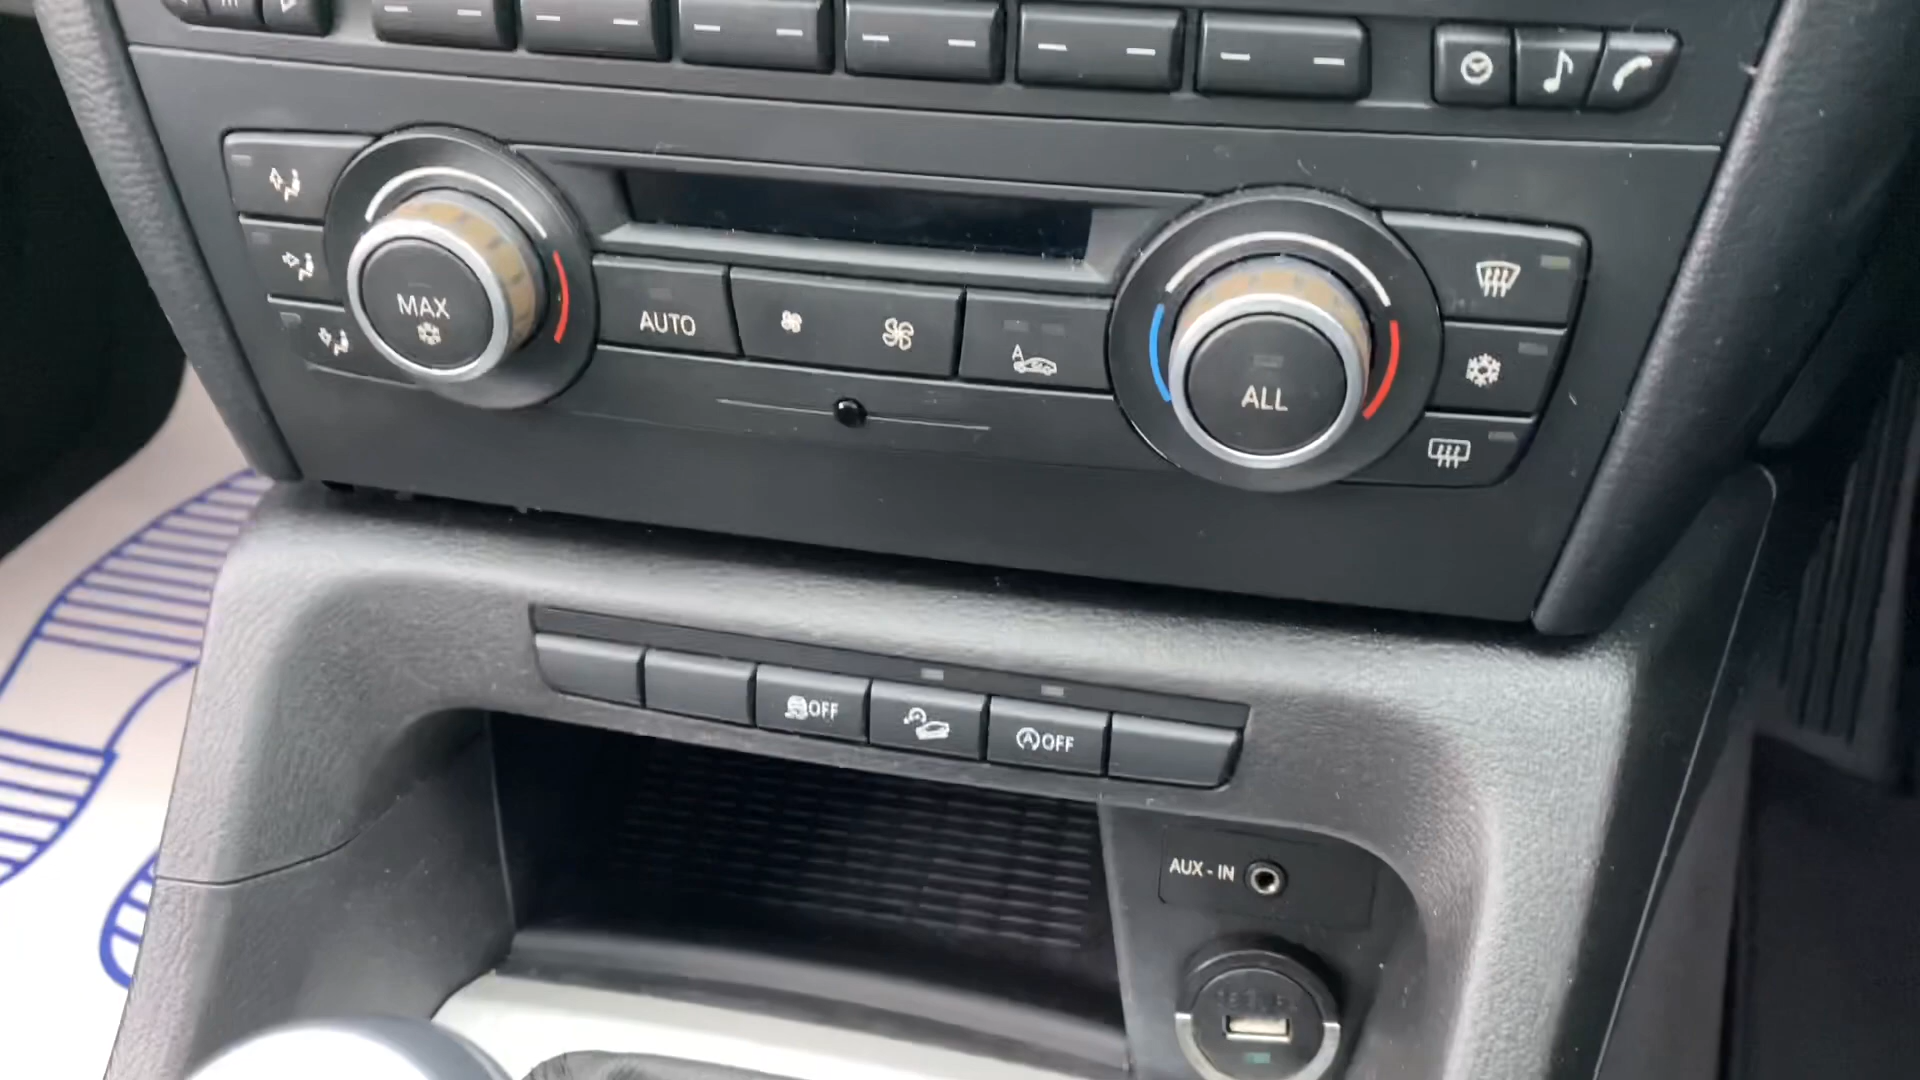 MAX
AUTO
A
ALL
OFF
A OFF
AUX - IN